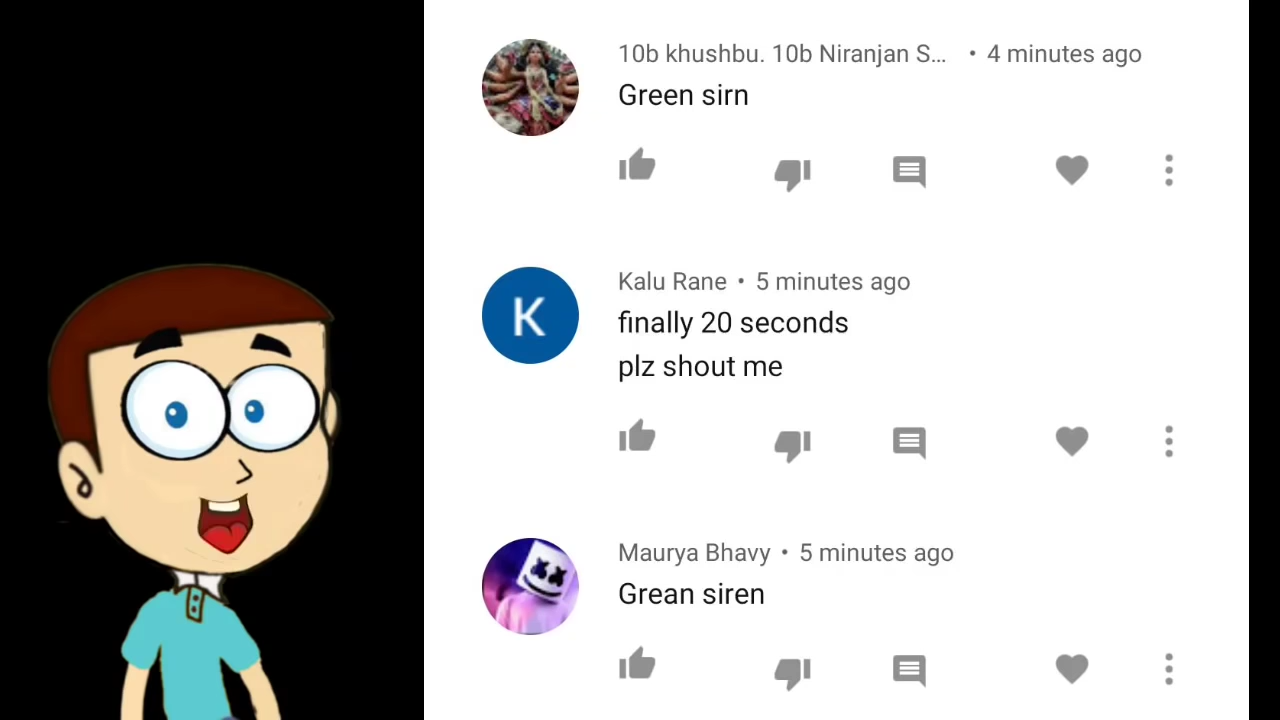 10b khushbu. 10b Niranjan S... • 4 minutes ago
Green sirn
K
Kalu Rane • 5 minutes ago
finally 20 seconds
plz shout me
Maurya Bhavy • 5 minutes ago
Grean siren